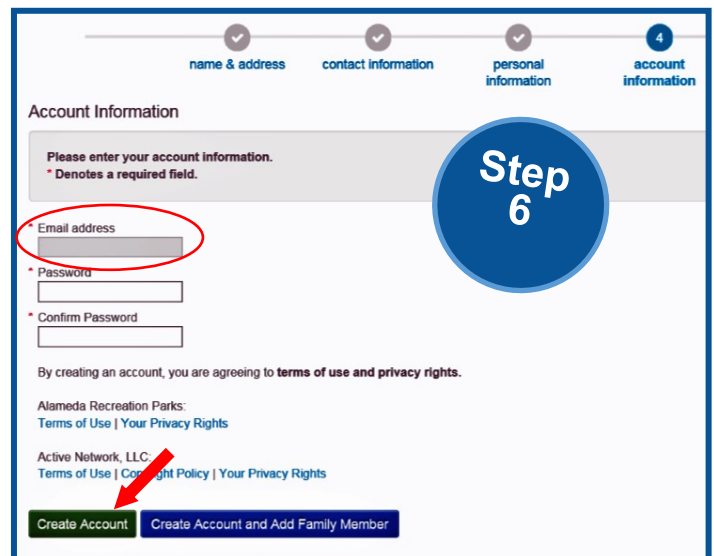 4
name & address contact information personal information account information
Account Information
Please enter your account information.
* Denotes a required field.
Step
6
* Email address
* Password
* Confirm Password
By creating an account, you are agreeing to terms of use and privacy rights.
Alameda Recreation Parks:
Terms of Use | Your Privacy Rights
Active Network, LLC:
Terms of Use | Copyright Policy | Your Privacy Rights
Create Account Create Account and Add Family Member